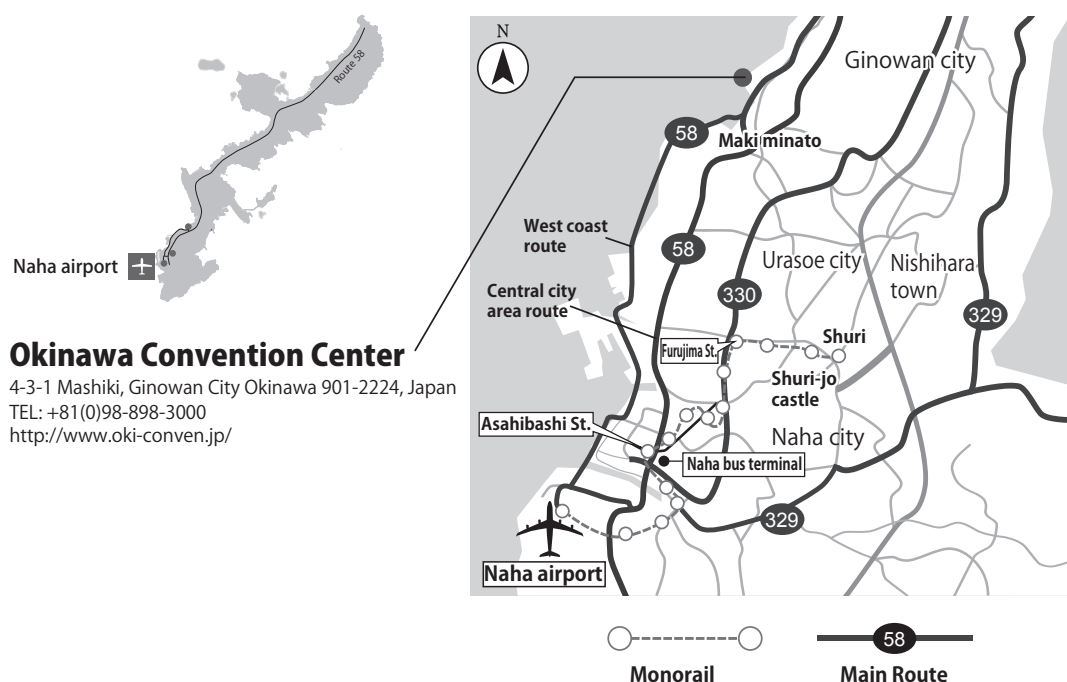 Route 58
Naha airport
Okinawa Convention Center
4-3-1 Mashiki, Ginowan City Okinawa 901-2224, Japan
TEL: +81(0)98-898-3000
http://www.oki-conven.jp/
N
Ginowan city
58
Makiminato
West coast
route
58
Urasoe city
Nishihara
town
Central city
area route
330
329
Furujima St.
Shuri
Shuri-jo
castle
Asahibashi St.
Naha city
Naha bus terminal
329
Naha airport
58
Monorail
Main Route